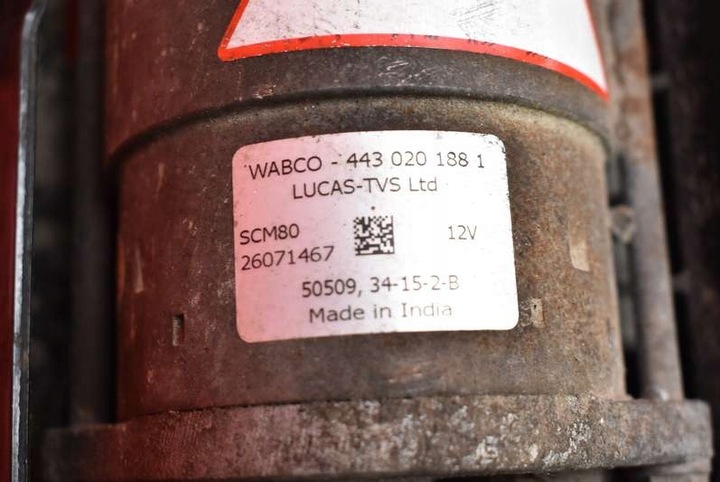 WABCO - 443 020 188 1
LUCAS-TVS Ltd
SCM80
12V
26071467
50509, 34-15-2-B
Made in India